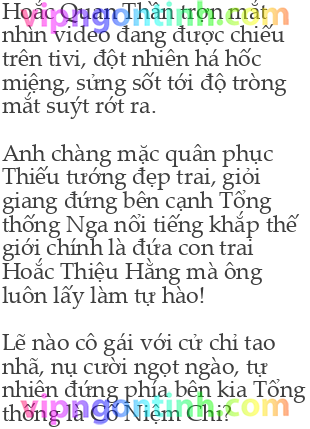 Hoắc Quan Thần trợn mắt
nhìn video đang được chiếu
trên tivi, đột nhiên há hốc
miệng, sửng sốt tới độ tròng
mắt suýt rớt ra.
Anh chàng mặc quân phục
Thiếu tướng đẹp trai, giỏi
giang đứng bên cạnh Tổng
thống Nga nổi tiếng khắp thế
giới chính là đứa con trai
Hoắc Thiệu Hằng mà ông
luôn lấy làm tự hào!
Lẽ nào cô gái với cử chỉ tao
nhã, nụ cười ngọt ngào, tự
nhiên đứng phía bên kia Tổng
thống là Cố Niệm Chi?
vipngontinh.com
vipngontinh.com